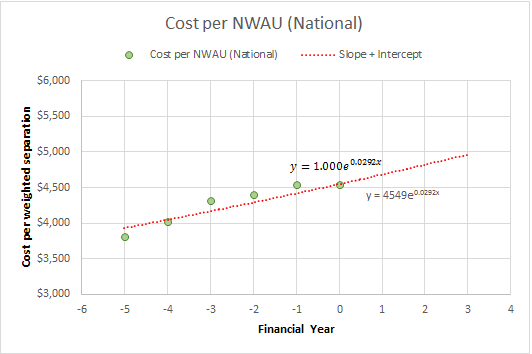 Cost per NWAU (National)
Cost per NWAU (National) Slope + Intercept
$6,000
$5,500
$5,000
$4,500
$4,000
$3,500
$3,000
Cost per weighted separation
y = 1.000e^0.0292x
y = 4549e^0.0292x
-6 -5 -4 -3 -2 -1 0 1 2 3 4
Financial Year